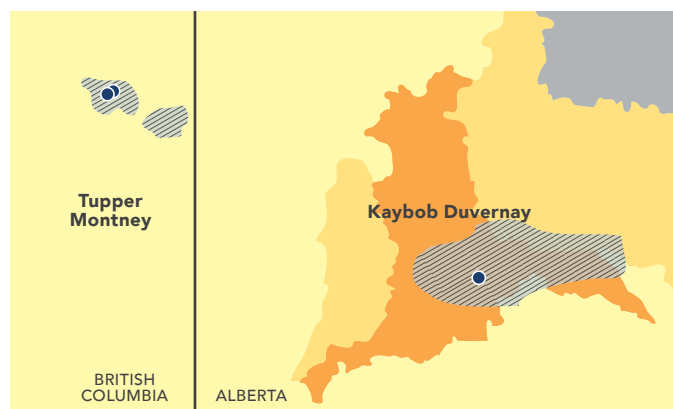 Tupper
Montney
Kaybob Duvernay
BRITISH
COLUMBIA
ALBERTA